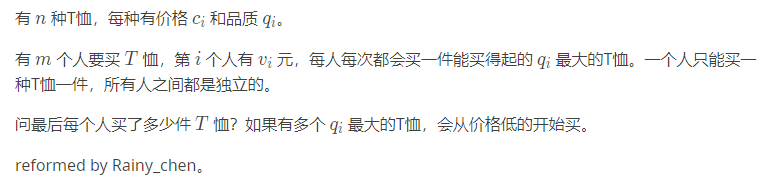 有 n 种T恤，每种有价格 c_i 和品质 q_i。
有 m 个人要买 T 恤，第 i 个人有 v_i 元，每人每次都会买一件能买得起的 q_i 最大的T恤。一个人只能买一
种T恤一件，所有人之间都是独立的。
问最后每个人买了多少件 T 恤？如果有多个 q_i 最大的T恤，会从价格低的开始买。
reformed by Rainy_chen。